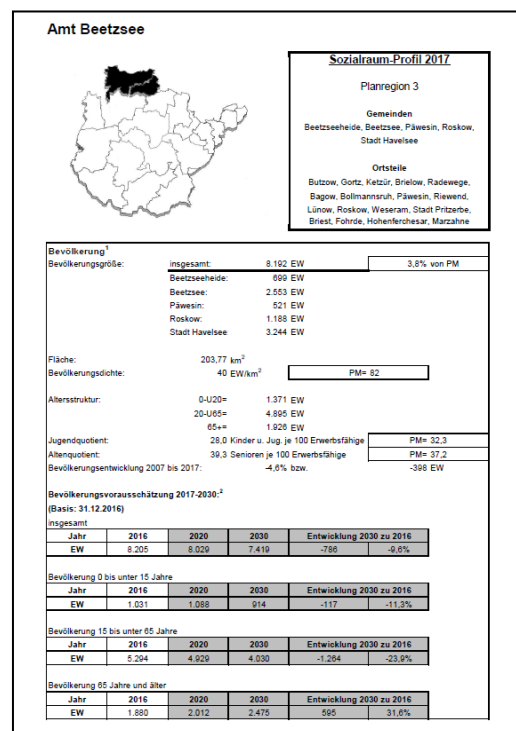 Amt Beetzsee
Sozialraum-Profil 2017
Planregion 3
Gemeinden
Beetzseeheide, Beetzsee, Päwesin, Roskow,
Stadt Havelsee
Ortsteile
Butzow, Gortz, Ketzür, Brielow, Radewege,
Bagow, Bollmannsruh, Päwesin, Riewend,
Lünow, Roskow, Weseram, Stadt Pritzerbe,
Briest, Fohrde, Hohenferchesar, Marzahne
Bevölkerung¹
Bevölkerungsgröße: insgesamt: 8.192 EW 3,8% von PM
Beetzseeheide: 699 EW
Beetzsee: 2.553 EW
Päwesin: 521 EW
Roskow: 1.188 EW
Stadt Havelsee 3.244 EW
Fläche: 203,77 km²
Bevölkerungsdichte: 40 EW/km² PM= 82
Altersstruktur: 0-U20= 1.371 EW
20-U65= 4.895 EW
65+= 1.926 EW
Jugendquotient: 28,0 Kinder u. Jug. je 100 Erwerbsfähige PM= 32,3
Altenquotient: 39,3 Senioren je 100 Erwerbsfähige PM= 37,2
Bevölkerungsentwicklung 2007 bis 2017: -4,6% bzw. -398 EW
Bevölkerungsvorausschätzung 2017-2030:²
(Basis: 31.12.2016)
insgesamt
Jahr 2016 2020 2030 Entwicklung 2030 zu 2016
EW 8.205 8.029 7.419 -786 -9,6%
Bevölkerung 0 bis unter 15 Jahre
Jahr 2016 2020 2030 Entwicklung 2030 zu 2016
EW 1.031 1.088 914 -117 -11,3%
Bevölkerung 15 bis unter 65 Jahre
Jahr 2016 2020 2030 Entwicklung 2030 zu 2016
EW 5.294 4.929 4.030 -1.264 -23,9%
Bevölkerung 65 Jahre und älter
Jahr 2016 2020 2030 Entwicklung 2030 zu 2016
EW 1.880 2.012 2.475 595 31,6%